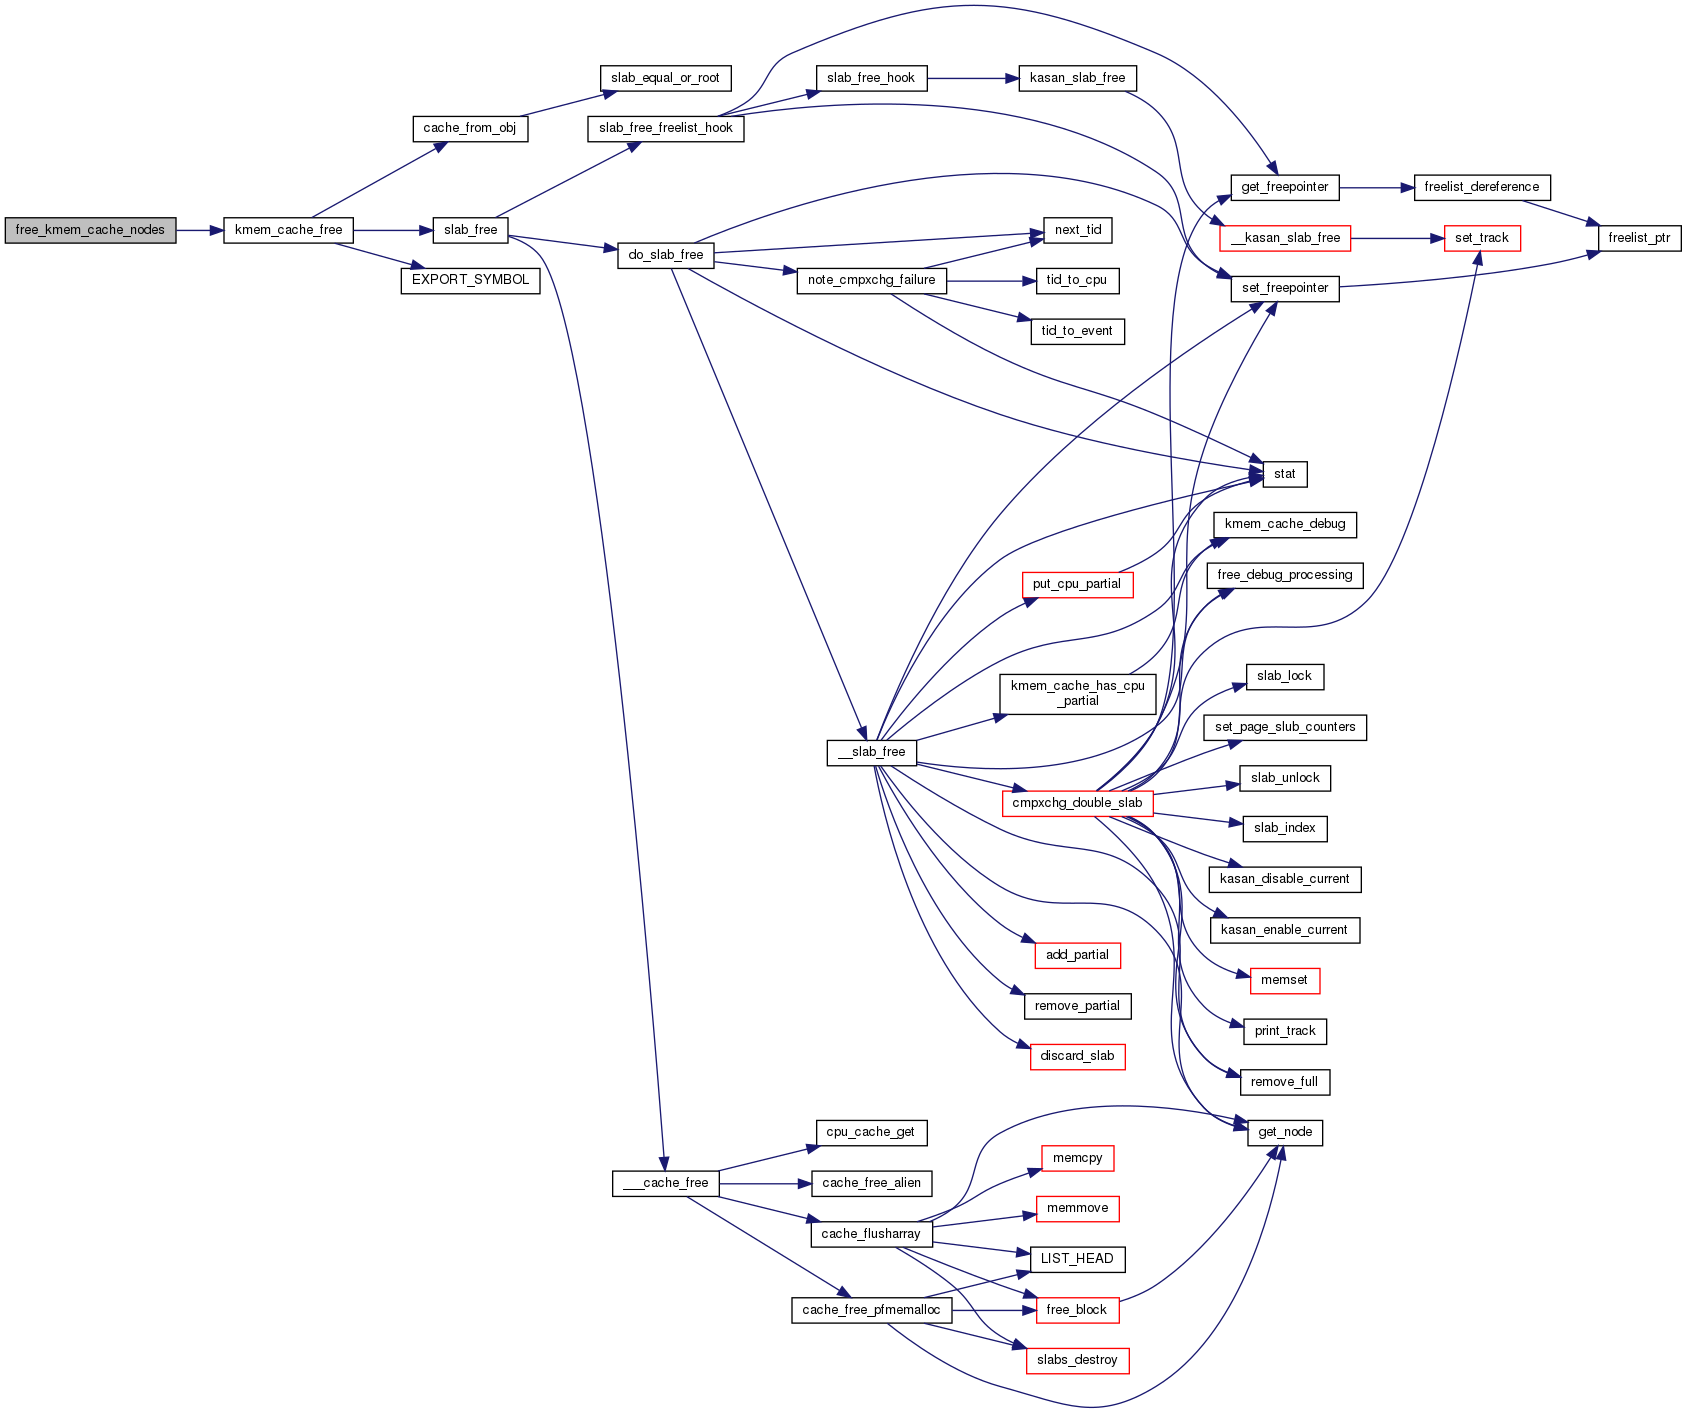 slab_equal_or_root
slab_free_hook
kasan_slab_free
cache_from_obj
slab_free_freelist_hook
get_freepointer
freelist_dereference
free_kmem_cache_nodes
kmem_cache_free
slab_free
next_tid
__kasan_slab_free
set_track
freelist_ptr
do_slab_free
EXPORT_SYMBOL
note_cmpxchg_failure
tid_to_cpu
set_freepointer
tid_to_event
stat
kmem_cache_debug
put_cpu_partial
free_debug_processing
kmem_cache_has_cpu
_partial
slab_lock
set_page_slub_counters
__slab_free
slab_unlock
cmpxchg_double_slab
slab_index
kasan_disable_current
kasan_enable_current
add_partial
memset
remove_partial
print_track
discard_slab
remove_full
cpu_cache_get
get_node
memcpy
___cache_free
cache_free_alien
memmove
cache_flusharray
LIST_HEAD
cache_free_pfmemalloc
free_block
slabs_destroy